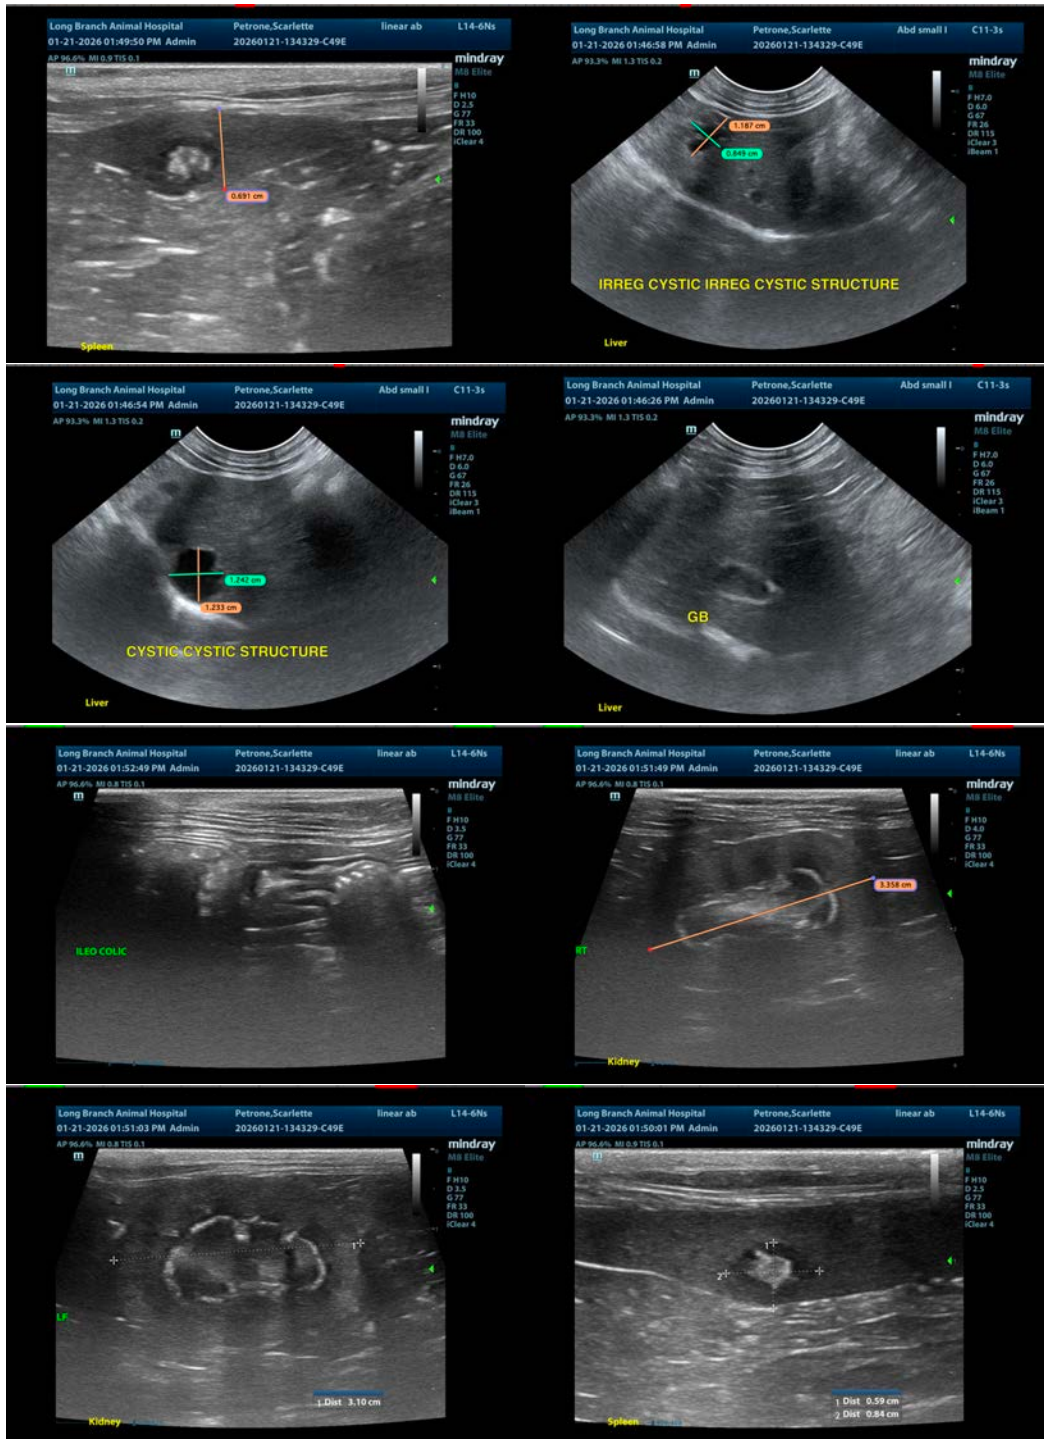 Long Branch Animal Hospital Petrone,Scarlette linear ab L14-6Ns
01-21-2026 01:49:50 PM Admin 20260121-134329-C49E
AP 96.6% MI 0.9 TIS 0.1
mindray
M8 Elite
B
F H10
D 2.5
G 77
FR 33
DR 100
iClear 4
0.691 cm
Spleen
Long Branch Animal Hospital Petrone,Scarlette Abd small I C11-3s
01-21-2026 01:46:58 PM Admin 20260121-134329-C49E
AP 93.3% MI 1.3 TIS 0.2
mindray
M8 Elite
B
F H7.0
D 6.0
G 67
FR 26
DR 115
iClear 3
iBeam 1
1.187 cm
0.849 cm
IRREG CYSTIC IRREG CYSTIC STRUCTURE
Liver
Long Branch Animal Hospital Petrone,Scarlette Abd small I C11-3s
01-21-2026 01:46:54 PM Admin 20260121-134329-C49E
AP 93.3% MI 1.3 TIS 0.2
mindray
M8 Elite
B
F H7.0
D 6.0
G 67
FR 26
DR 115
iClear 3
iBeam 1
1.242 cm
1.233 cm
CYSTIC CYSTIC STRUCTURE
Liver
Long Branch Animal Hospital Petrone,Scarlette Abd small I C11-3s
01-21-2026 01:46:26 PM Admin 20260121-134329-C49E
AP 93.3% MI 1.3 TIS 0.2
mindray
M8 Elite
B
F H7.0
D 6.0
G 67
FR 26
DR 115
iClear 3
iBeam 1
GB
Liver
Long Branch Animal Hospital Petrone,Scarlette linear ab L14-6Ns
01-21-2026 01:52:49 PM Admin 20260121-134329-C49E
AP 96.6% MI 0.8 TIS 0.1
mindray
M8 Elite
B
F H10
D 3.5
G 77
FR 33
DR 100
iClear 4
ILEO COLIC
Long Branch Animal Hospital Petrone,Scarlette linear ab L14-6Ns
01-21-2026 01:51:49 PM Admin 20260121-134329-C49E
AP 96.6% MI 0.8 TIS 0.1
mindray
M8 Elite
B
F H10
D 4.0
G 77
FR 33
DR 100
iClear 4
3.358 cm
RT
Kidney
Long Branch Animal Hospital Petrone,Scarlette linear ab L14-6Ns
01-21-2026 01:51:03 PM Admin 20260121-134329-C49E
AP 96.6% MI 0.8 TIS 0.1
mindray
M8 Elite
B
F H10
D 3.5
G 77
FR 33
DR 100
iClear 4
1
LF
1 Dist 3.10 cm
Kidney
Long Branch Animal Hospital Petrone,Scarlette linear ab L14-6Ns
01-21-2026 01:50:01 PM Admin 20260121-134329-C49E
AP 96.6% MI 0.9 TIS 0.1
mindray
M8 Elite
B
F H10
D 2.5
G 77
FR 33
DR 100
iClear 4
1
2
1 Dist 0.59 cm
2 Dist 0.84 cm
Spleen